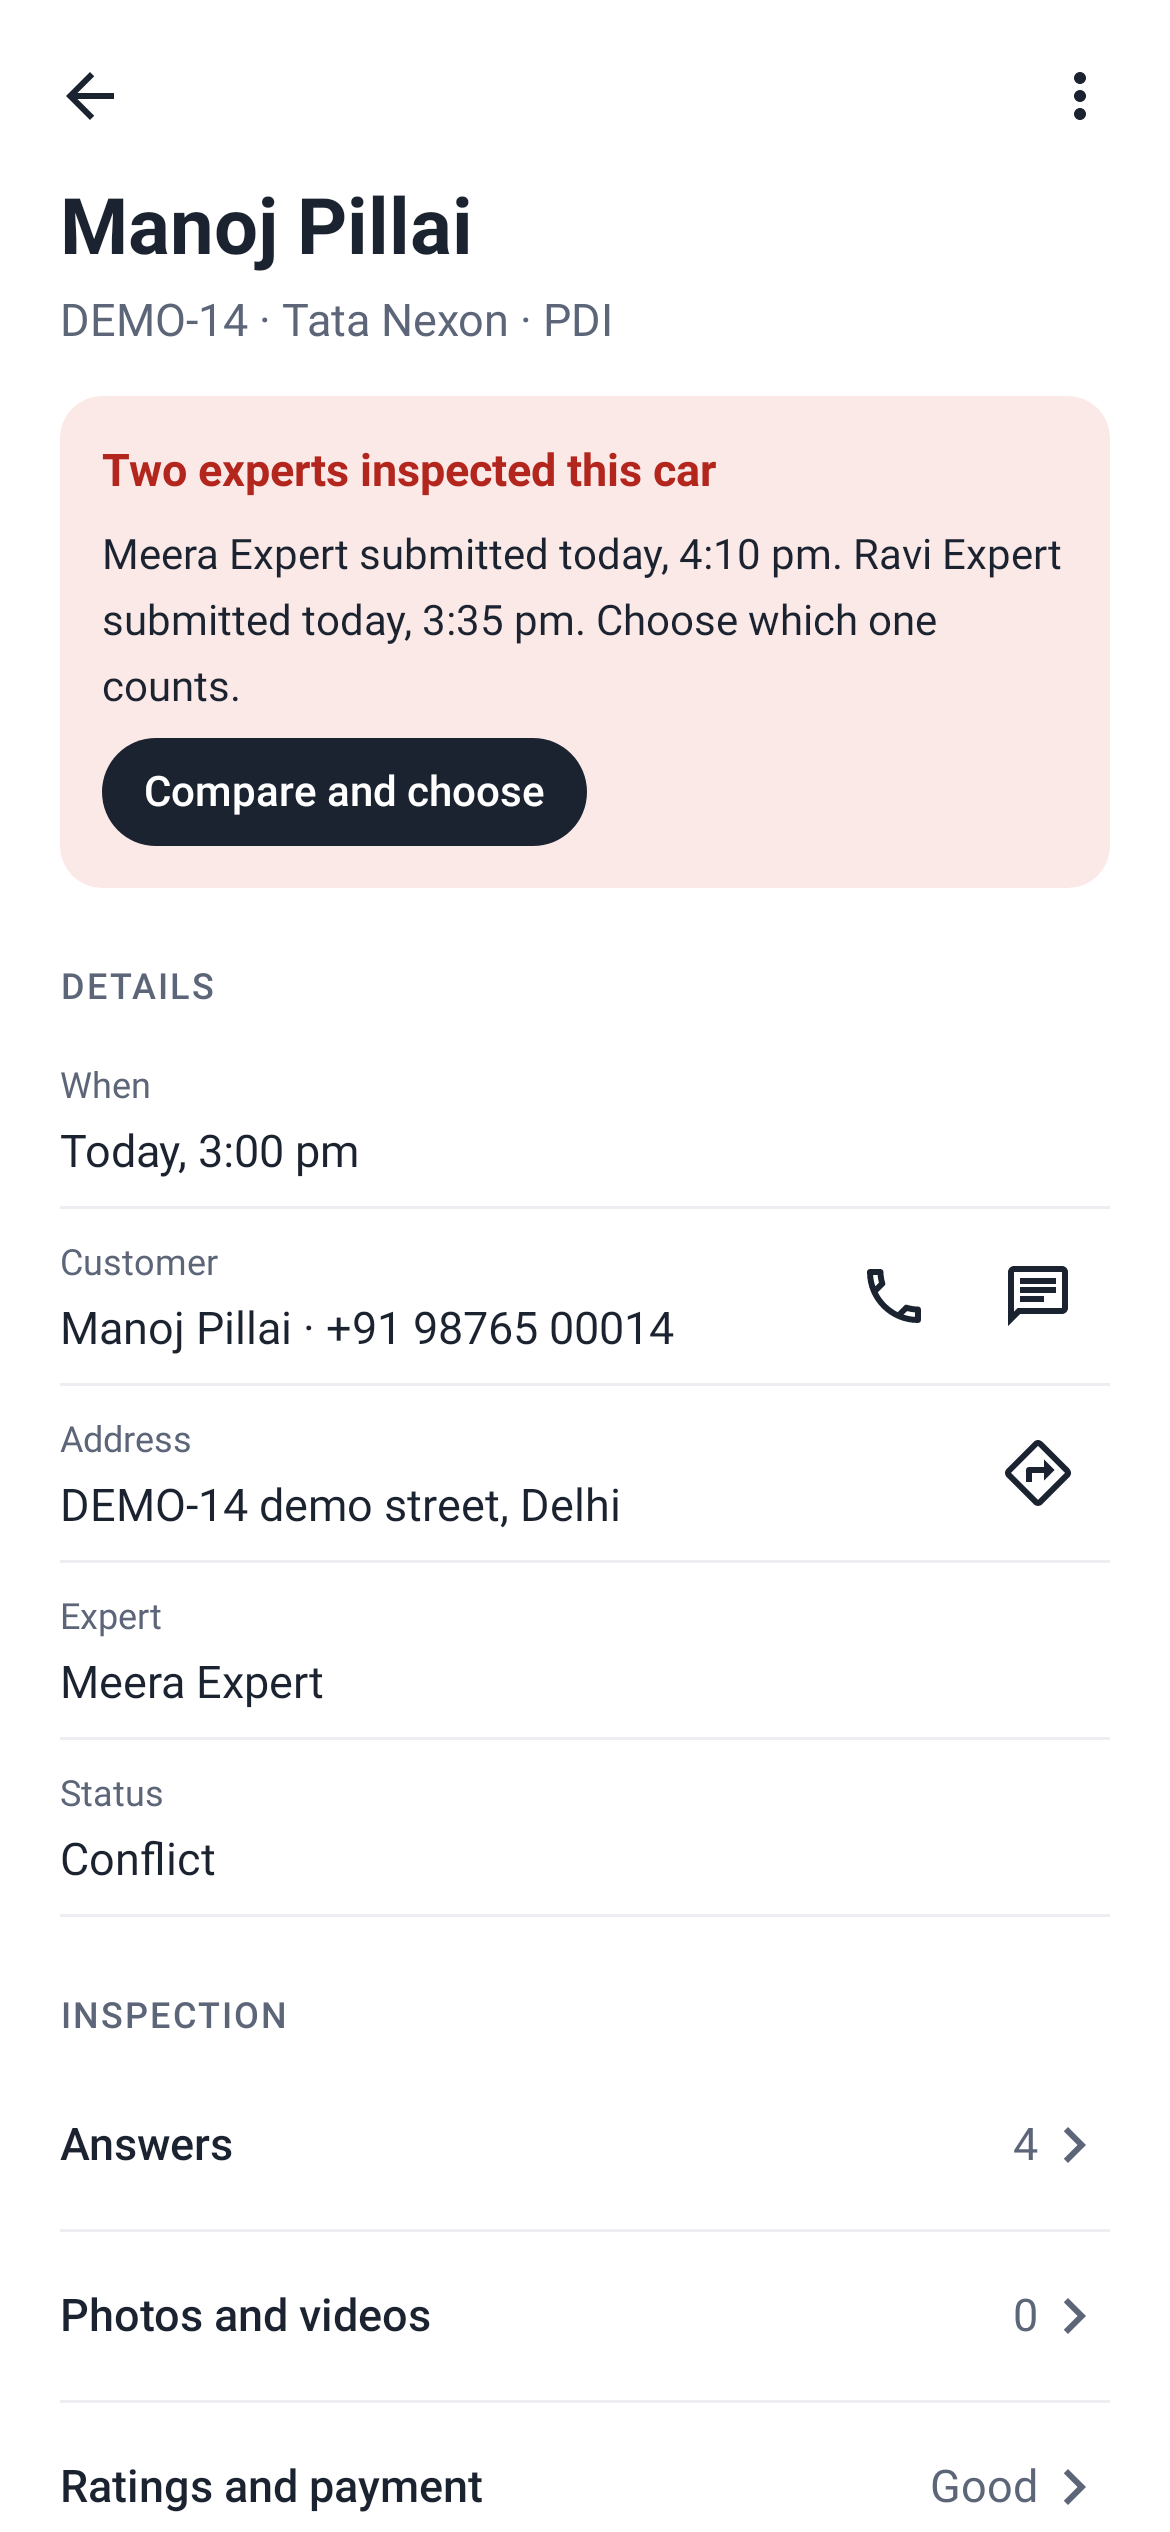 Manoj Pillai
DEMO-14 · Tata Nexon · PDI
Two experts inspected this car
Meera Expert submitted today, 4:10 pm. Ravi Expert
submitted today, 3:35 pm. Choose which one
counts.
Compare and choose
DETAILS
When
Today, 3:00 pm
Customer
Manoj Pillai · +91 98765 00014
Address
DEMO-14 demo street, Delhi
Expert
Meera Expert
Status
Conflict
INSPECTION
Answers 4
Photos and videos 0
Ratings and payment Good